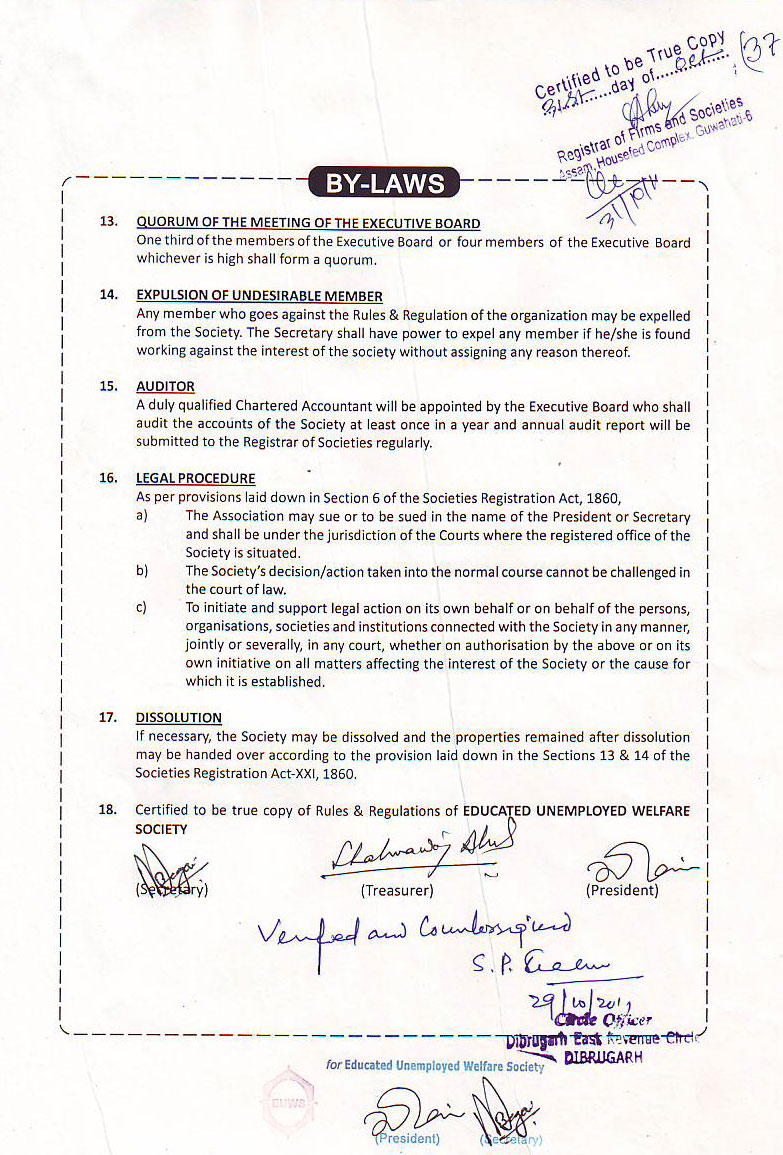 Certified to be True Copy
31st......day of.....Oct.....
(37
Registrar of Firms and Societies
Assam, Housefed Complex, Guwahati-6
31/10/11
BY-LAWS
13. QUORUM OF THE MEETING OF THE EXECUTIVE BOARD
One third of the members of the Executive Board or four members of the Executive Board
whichever is high shall form a quorum.
14. EXPULSION OF UNDESIRABLE MEMBER
Any member who goes against the Rules & Regulation of the organization may be expelled
from the Society. The Secretary shall have power to expel any member if he/she is found
working against the interest of the society without assigning any reason thereof.
15. AUDITOR
A duly qualified Chartered Accountant will be appointed by the Executive Board who shall
audit the accounts of the Society at least once in a year and annual audit report will be
submitted to the Registrar of Societies regularly.
16. LEGAL PROCEDURE
As per provisions laid down in Section 6 of the Societies Registration Act, 1860,
a) The Association may sue or to be sued in the name of the President or Secretary
and shall be under the jurisdiction of the Courts where the registered office of the
Society is situated.
b) The Society's decision/action taken into the normal course cannot be challenged in
the court of law.
c) To initiate and support legal action on its own behalf or on behalf of the persons,
organisations, societies and institutions connected with the Society in any manner,
jointly or severally, in any court, whether on authorisation by the above or on its
own initiative on all matters affecting the interest of the Society or the cause for
which it is established.
17. DISSOLUTION
If necessary, the Society may be dissolved and the properties remained after dissolution
may be handed over according to the provision laid down in the Sections 13 & 14 of the
Societies Registration Act-XXI, 1860.
18. Certified to be true copy of Rules & Regulations of EDUCATED UNEMPLOYED WELFARE
SOCIETY
(Secretary) (Treasurer) (President)
Verified and Countersigned
S. P.
29/10/2011
Circle Officer
Dibrugarh East Revenue Circle
DIBRUGARH
for Educated Unemployed Welfare Society
EUWS
(President) (Secretary)